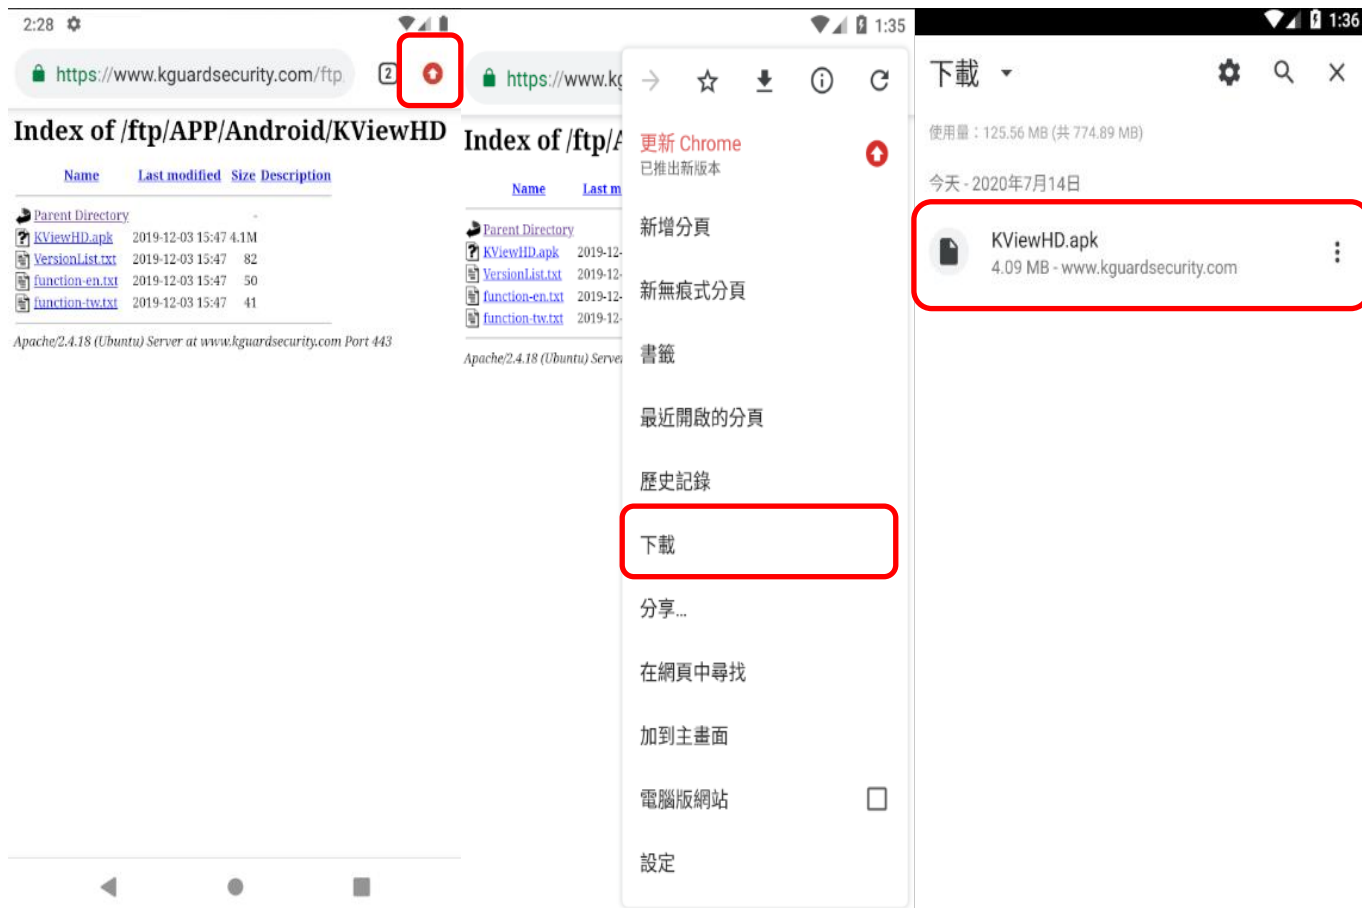 2:28
https://www.kguardsecurity.com/ftp
2
Index of /ftp/APP/Android/KViewHD
Name Last modified Size Description
Parent Directory -
KViewHD.apk 2019-12-03 15:47 4.1M
VersionList.txt 2019-12-03 15:47 82
function-en.txt 2019-12-03 15:47 50
function-tw.txt 2019-12-03 15:47 41
Apache/2.4.18 (Ubuntu) Server at www.kguardsecurity.com Port 443
1:35
https://www.kg
Index of /ftp/A
Name Last m
Parent Directory
KViewHD.apk 2019-12-
VersionList.txt 2019-12-
function-en.txt 2019-12-
function-tw.txt 2019-12-
Apache/2.4.18 (Ubuntu) Server
更新 Chrome
已推出新版本
新增分頁
新無痕式分頁
書籤
最近開啟的分頁
歷史記錄
下載
分享...
在網頁中尋找
加到主畫面
電腦版網站
設定
1:36
下載
使用量：125.56 MB (共 774.89 MB)
今天 - 2020年7月14日
KViewHD.apk
4.09 MB - www.kguardsecurity.com